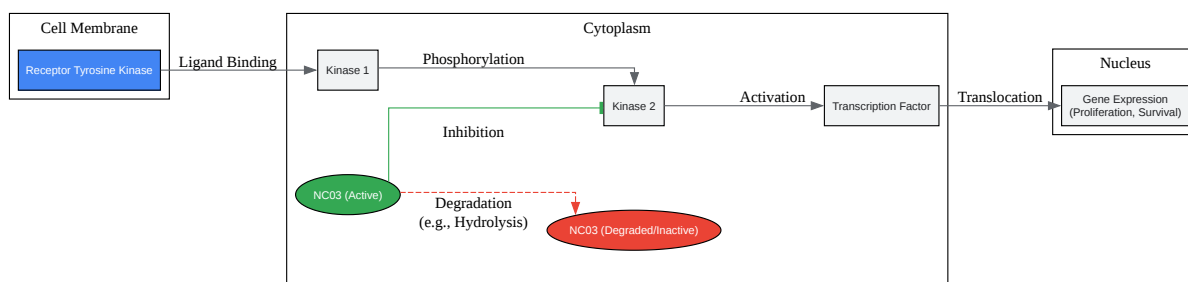 Cell Membrane
Cytoplasm
Nucleus
Receptor Tyrosine Kinase
Ligand Binding
Kinase 1
Phosphorylation
Kinase 2
Activation
Transcription Factor
Translocation
Gene Expression
(Proliferation, Survival)
Inhibition
NC03 (Active)
Degradation
(e.g., Hydrolysis)
NC03 (Degraded/Inactive)